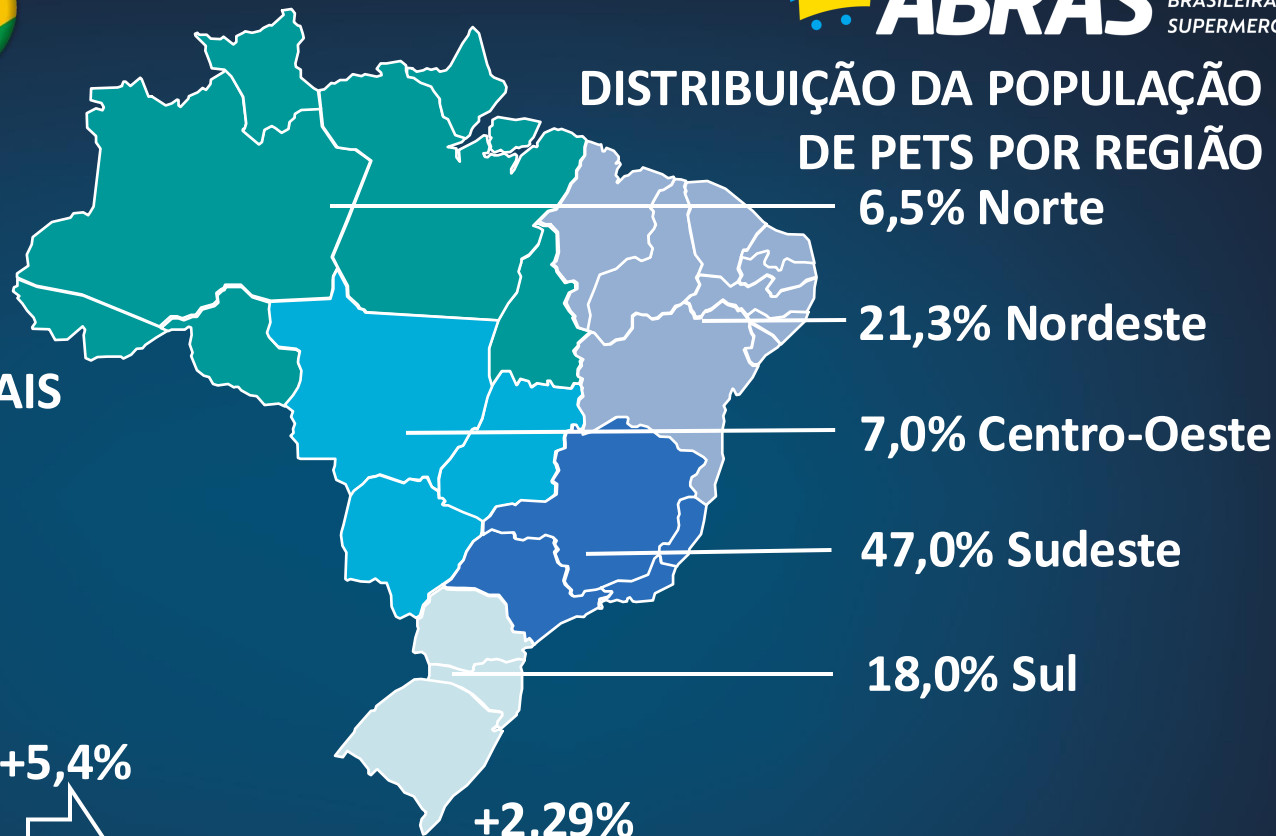 ABRAS
BRASILEIRA
DISTRIBUIÇÃO DA POPULAÇÃO
DE PETS POR REGIÃO
6,5% Norte
21,3% Nordeste
7,0% Centro-Oeste
47,0% Sudeste
18,0% Sul
AIS
+5,4%
+2,29%